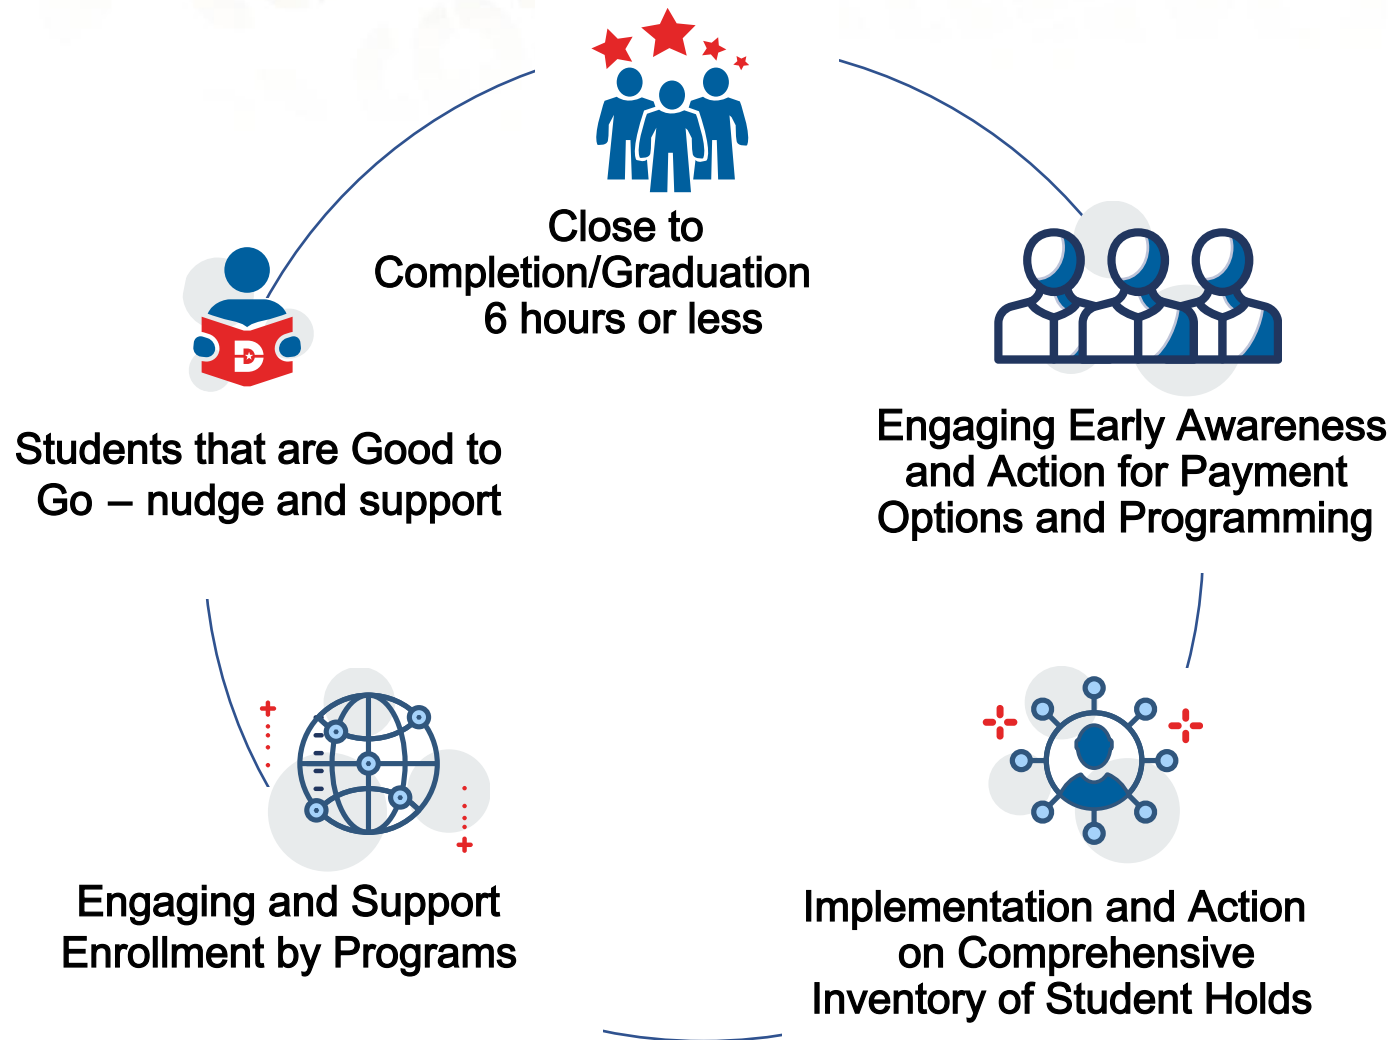 Close to
Completion/Graduation
6 hours or less
Engaging Early Awareness
and Action for Payment
Options and Programming
Students that are Good to
Go – nudge and support
D
Engaging and Support
Enrollment by Programs
Implementation and Action
on Comprehensive
Inventory of Student Holds